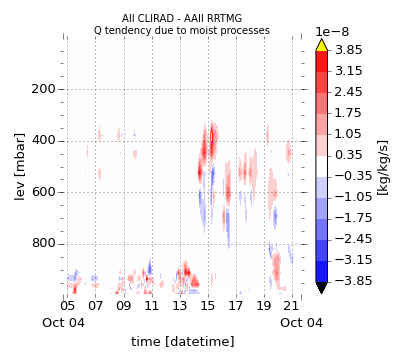 All CLIRAD - AAll RRTMG
Q tendency due to moist processes
1e−8
3.85
3.15
2.45
1.75
1.05
0.35
−0.35
−1.05
−1.75
−2.45
−3.15
−3.85
[kg/kg/s]
lev [mbar]
200
400
600
800
05 07 09 11 13 15 17 19 21
Oct 04 Oct 04
time [datetime]